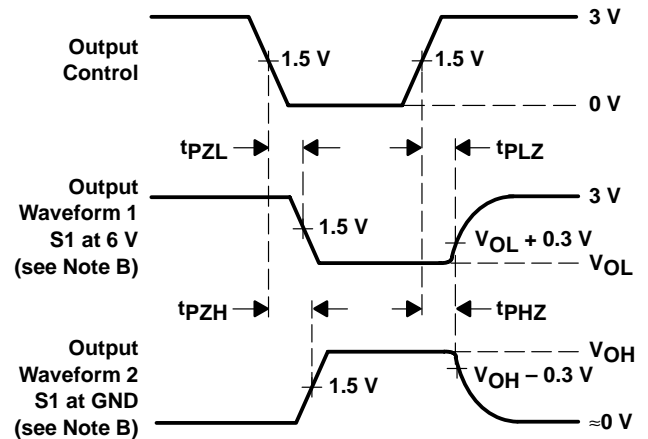 Output
Control
3 V
1.5 V
1.5 V
0 V
tPZL
tPLZ
Output
Waveform 1
S1 at 6 V
(see Note B)
3 V
1.5 V
VOL + 0.3 V
VOL
tPZH
tPHZ
Output
Waveform 2
S1 at GND
(see Note B)
VOH
VOH – 0.3 V
1.5 V
≈0 V